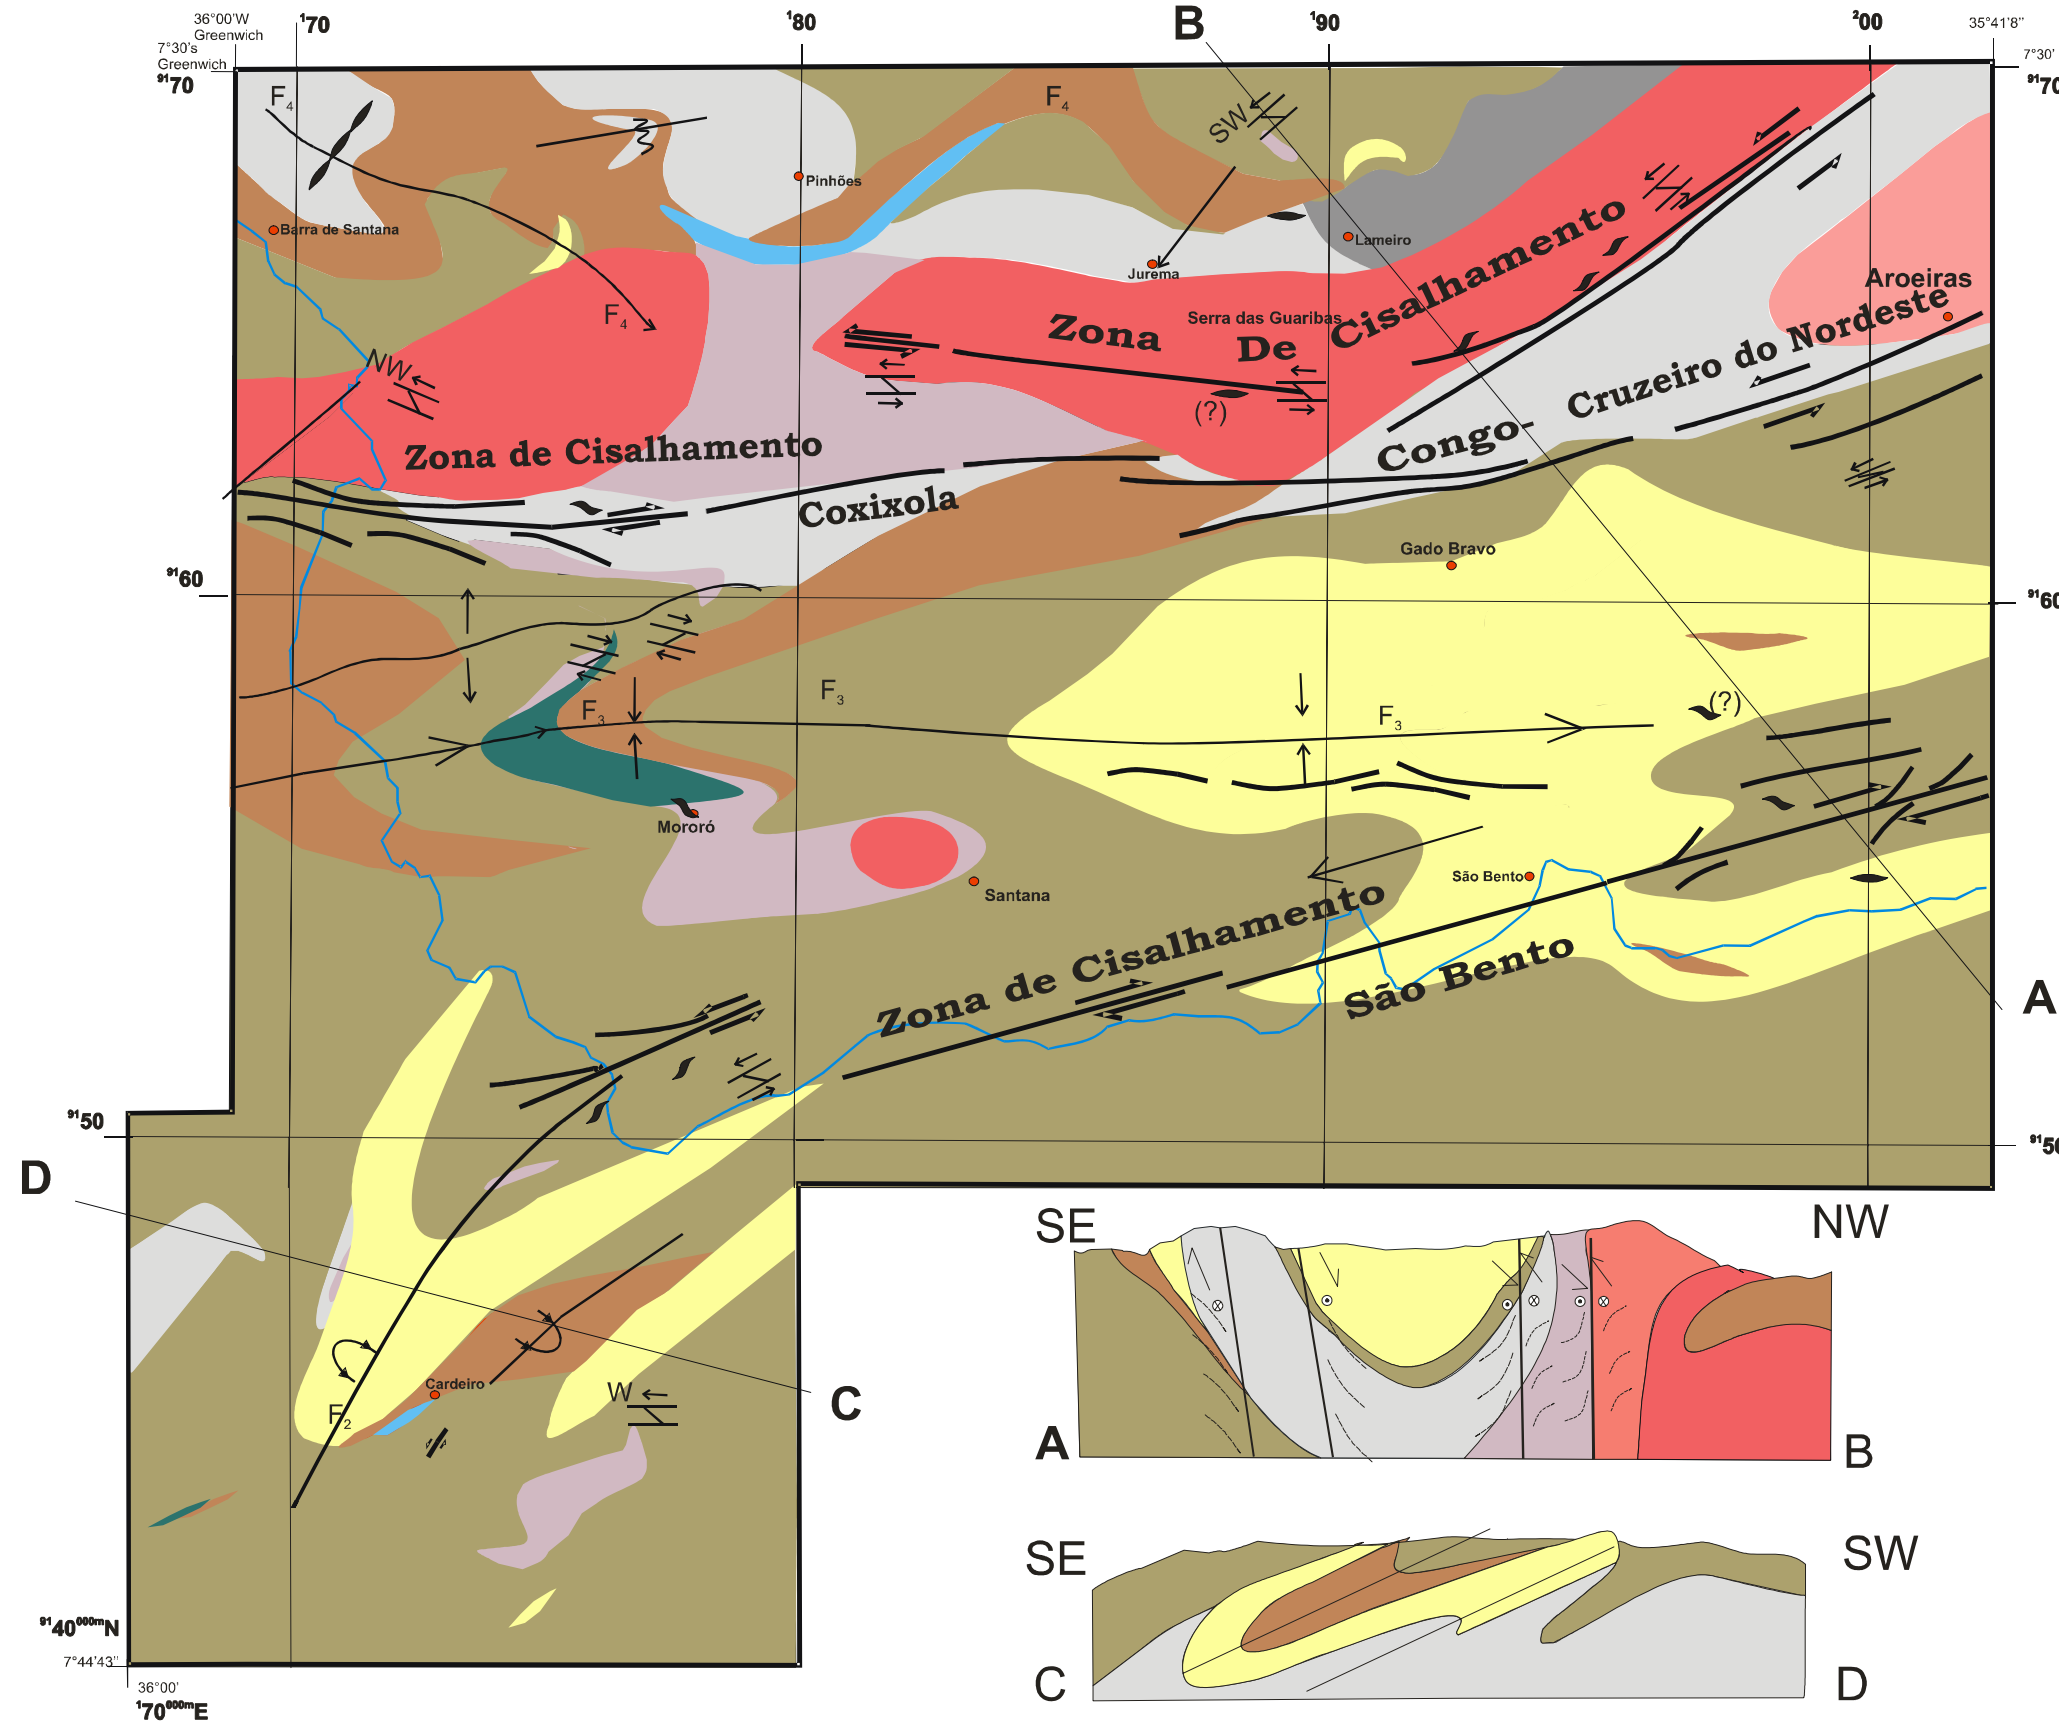 36°00'W
Greenwich
¹70
¹80
B
¹90
²00
35°41'8''
7°30's
Greenwich
7°30'
⁹¹70
⁹¹70
F₄
F₄
SW
Pinhões
Barra de Santana
Lameiro
Jurema
Aroeiras
F₄
Serra das Guaribas
Zona De Cisalhamento
NW
(?)
Congo- Cruzeiro do Nordeste
Zona de Cisalhamento
Coxixola
Gado Bravo
⁹¹60
⁹¹60
F₃
F₃
F₃
(?)
Mororó
Santana
São Bento
Zona de Cisalhamento
São Bento
A
⁹¹50
⁹¹50
D
SE
NW
Cardeiro
W
C
F₂
A
B
SE
SW
⁹¹40⁰⁰⁰ᵐN
7°44'43''
C
D
36°00'
¹70⁰⁰⁰ᵐE